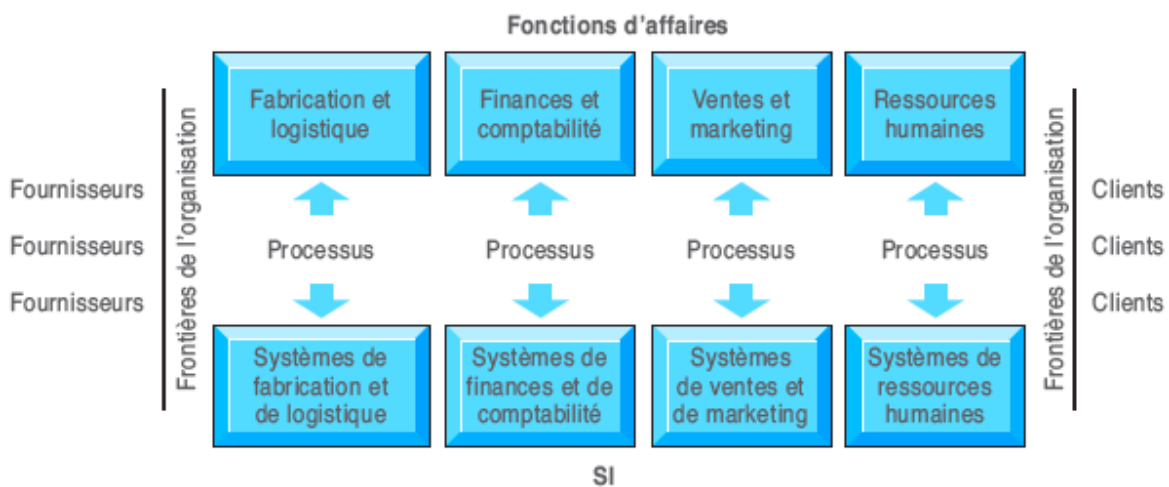 Fonctions d'affaires
Fabrication et
logistique
Finances et
comptabilité
Ventes et
marketing
Ressources
humaines
Fournisseurs
Fournisseurs
Fournisseurs
Frontières de l'organisation
Processus
Processus
Processus
Processus
Frontières de l'organisation
Clients
Clients
Clients
Systèmes de
fabrication et
de logistique
Systèmes de
finances et de
comptabilité
Systèmes
de ventes et
de marketing
Systèmes de
ressources
humaines
SI